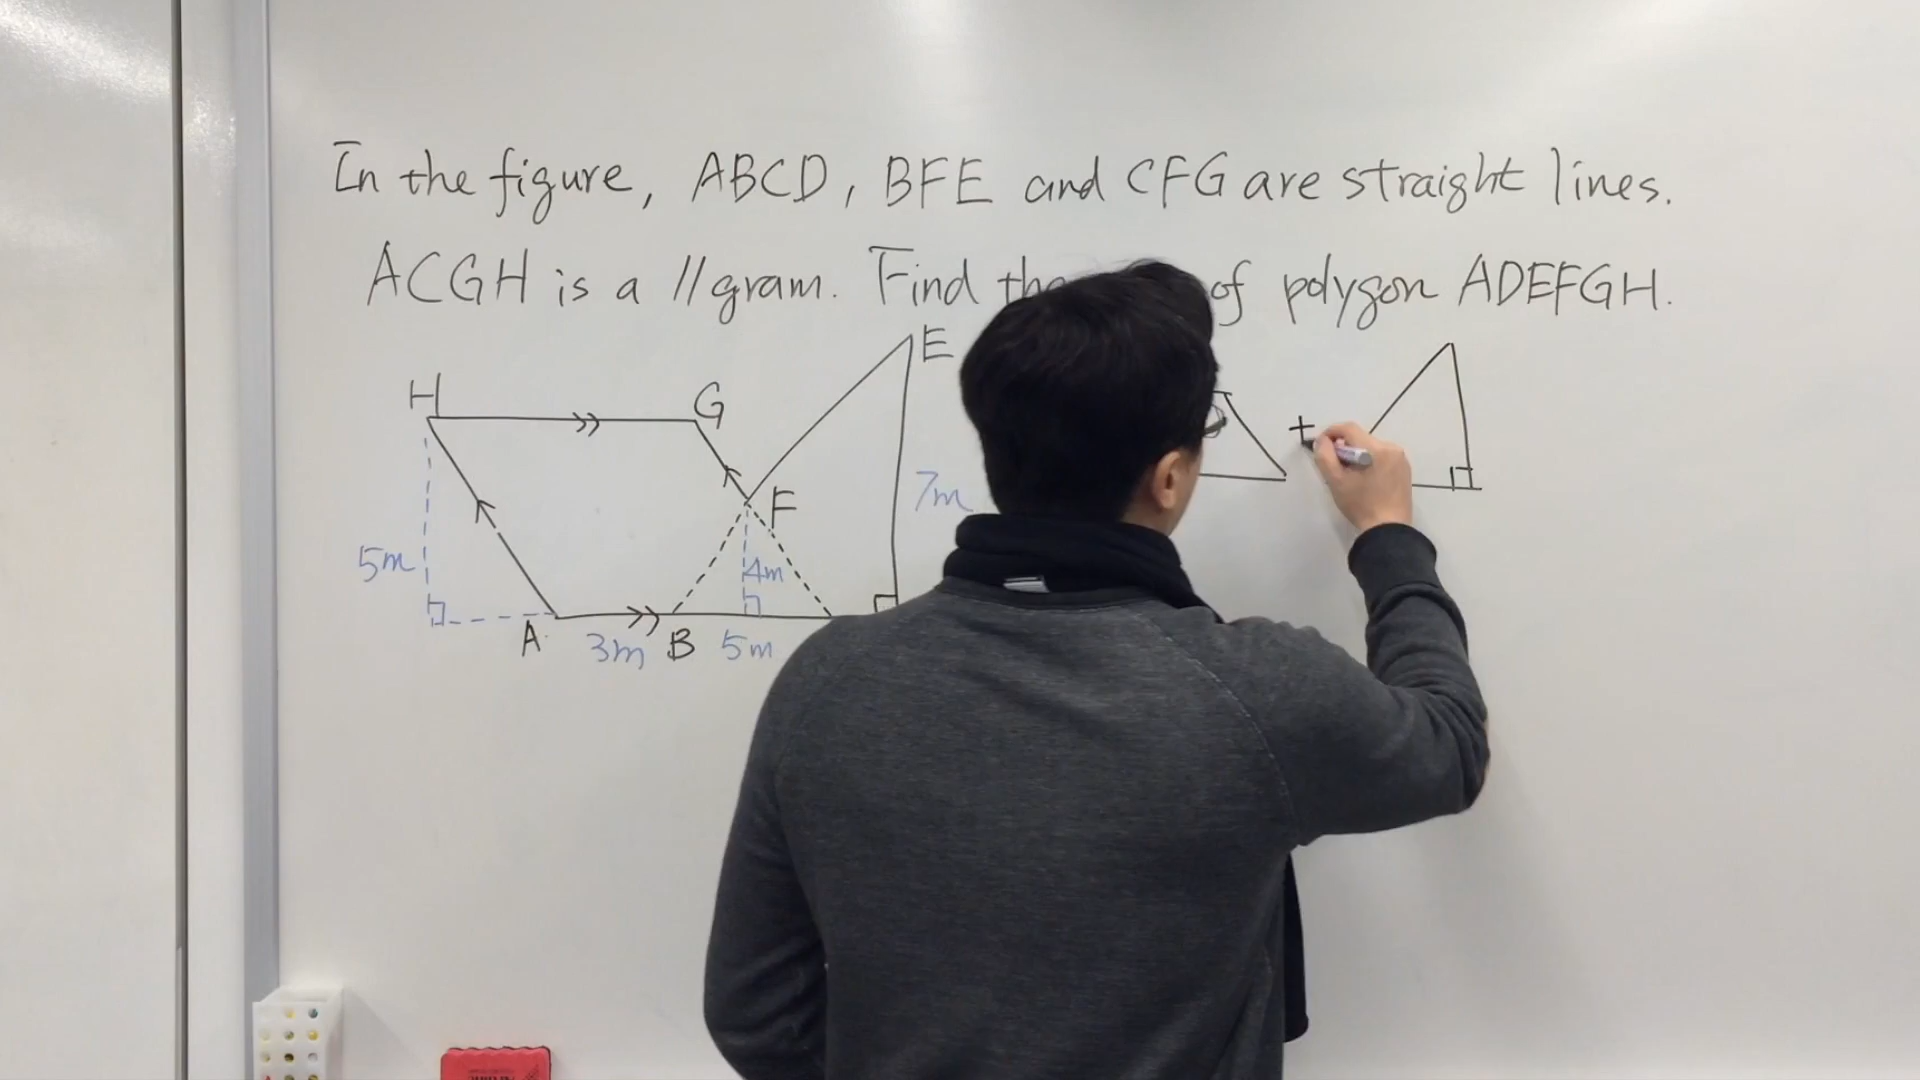 In the figure, ABCD, BFE and CFG are straight lines.
ACGH is a //gram. Find of polygon ADEFGH.
E
H
G
F
7m
5m
4m
A
3m
B
5m
+